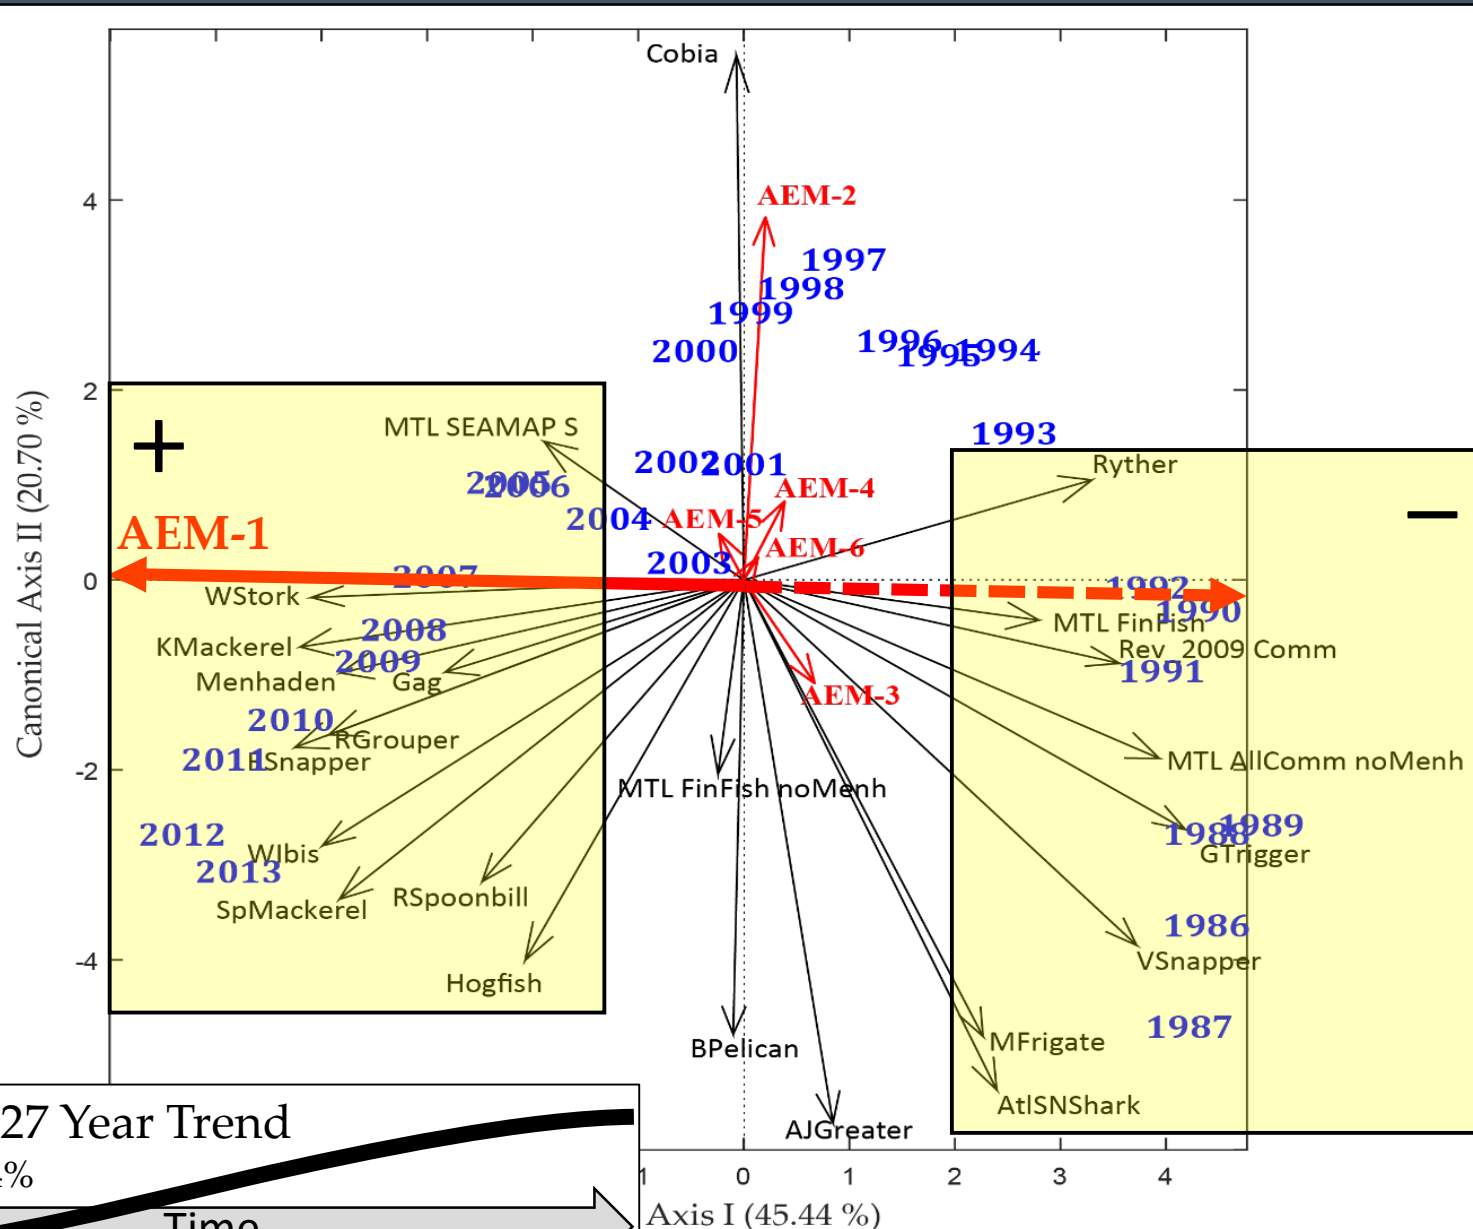 Cobia
AEM-2
4
1997
1998
1999
1996
1995
1994
2000
2
MTL SEAMAP S
1993
+
2002
2001
Ryther
2005
2006
AEM-4
2004
AEM-5
−
AEM-1
AEM-6
2003
0
2007
1992
WStork
1990
MTL FinFish
2008
KMackerel
Rev_2009 Comm
2009
1991
Menhaden
Gag
AEM-3
2010
RGrouper
2011
RSnapper
-2
MTL AllComm noMenh
MTL FinFish noMenh
2012
1988
1989
WIbis
GTrigger
2013
RSpoonbill
SpMackerel
1986
-4
VSnapper
Hogfish
1987
BPelican
MFrigate
AtlSNShark
AJGreater
Canonical Axis II (20.70 %)
27 Year Trend
%
Time
1
0
1
2
3
4
Axis I (45.44 %)